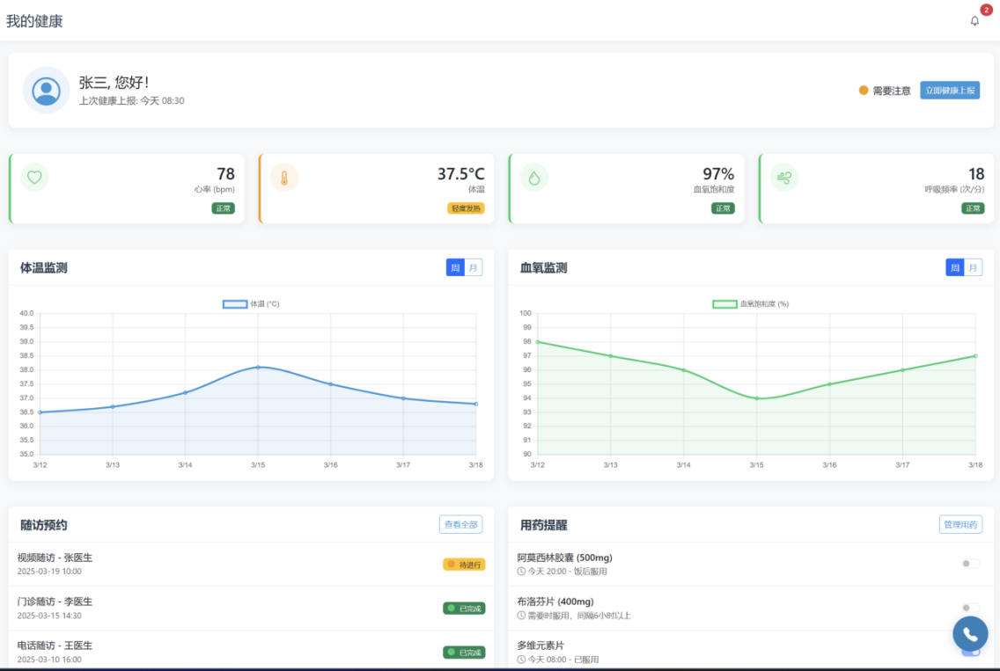 我的健康
2
张三, 您好!
上次健康上报: 今天 08:30
需要注意
立即健康上报
78
心率 (bpm)
正常
37.5°C
体温
轻度发热
97%
血氧饱和度
正常
18
呼吸频率 (次/分)
正常
体温监测
周
月
体温 (°C)
40.0
39.5
39.0
38.5
38.0
37.5
37.0
36.5
36.0
35.5
35.0
3/12
3/13
3/14
3/15
3/16
3/17
3/18
血氧监测
周
月
血氧饱和度 (%)
100
99
98
97
96
95
94
93
92
91
90
3/12
3/13
3/14
3/15
3/16
3/17
3/18
随访预约
查看全部
视频随访 - 张医生
2025-03-19 10:00
待进行
门诊随访 - 李医生
2025-03-15 14:30
已完成
电话随访 - 王医生
2025-03-10 16:00
已完成
用药提醒
管理用药
阿莫西林胶囊 (500mg)
今天 20:00 - 饭后服用
布洛芬片 (400mg)
需要时服用，间隔6小时以上
多维元素片
今天 08:00 - 已服用